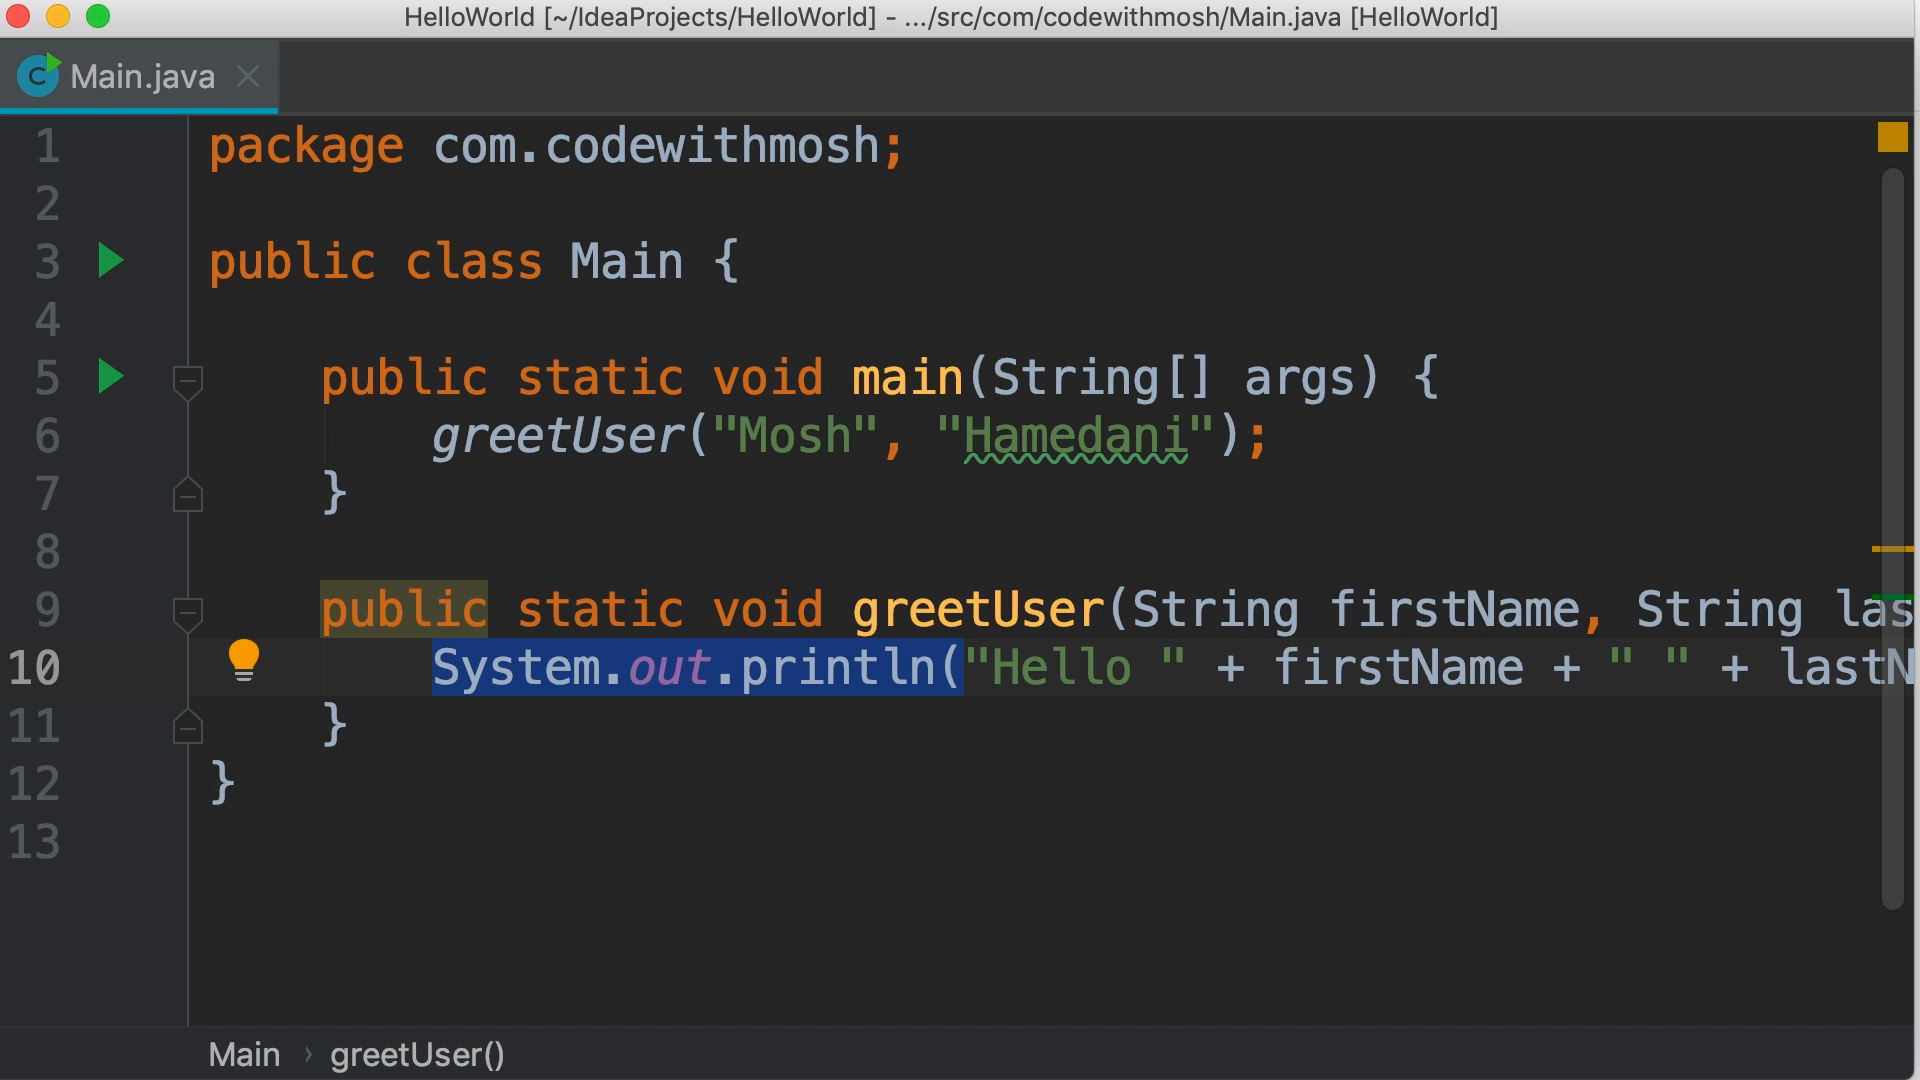 HelloWorld [~/IdeaProjects/HelloWorld] - .../src/com/codewithmosh/Main.java [HelloWorld]
C Main.java
1 package com.codewithmosh;
2
3 public class Main {
4
5 public static void main(String[] args) {
6 greetUser("Mosh", "Hamedani");
7 }
8
9 public static void greetUser(String firstName, String las
10 System.out.println("Hello " + firstName + " " + lastN
11 }
12 }
13
Main › greetUser()